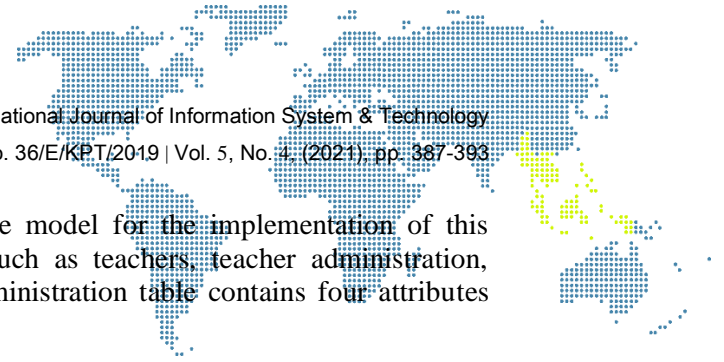 ational Journal of Information System & Technology
o. 36/E/KPT/2019 | Vol. 5, No. 4, (2021), pp. 387-393
e model for the implementation of this
uch as teachers, teacher administration,
ministration table contains four attributes